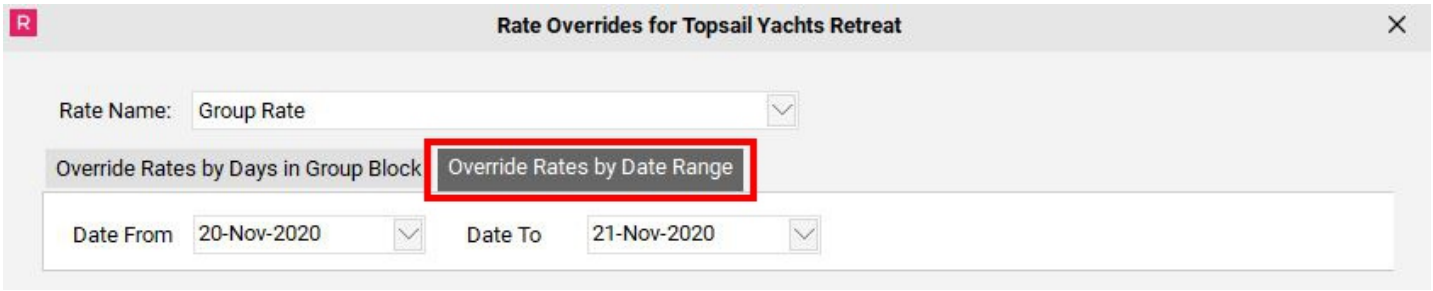 R
Rate Overrides for Topsail Yachts Retreat
Rate Name: Group Rate
Override Rates by Days in Group Block Override Rates by Date Range
Date From 20-Nov-2020 Date To 21-Nov-2020